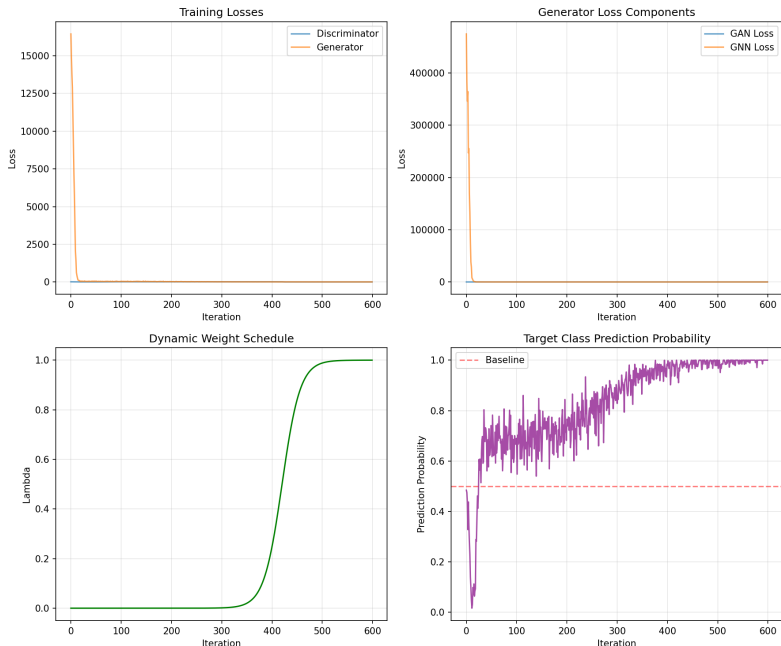 Training Losses
Discriminator
Generator
Loss
15000
12500
10000
7500
5000
2500
0
0 100 200 300 400 500 600
Iteration
Generator Loss Components
GAN Loss
GNN Loss
Loss
400000
300000
200000
100000
0
0 100 200 300 400 500 600
Iteration
Dynamic Weight Schedule
Lambda
1.0
0.8
0.6
0.4
0.2
0.0
0 100 200 300 400 500 600
Iteration
Target Class Prediction Probability
Baseline
Prediction Probability
1.0
0.8
0.6
0.4
0.2
0.0
0 100 200 300 400 500 600
Iteration